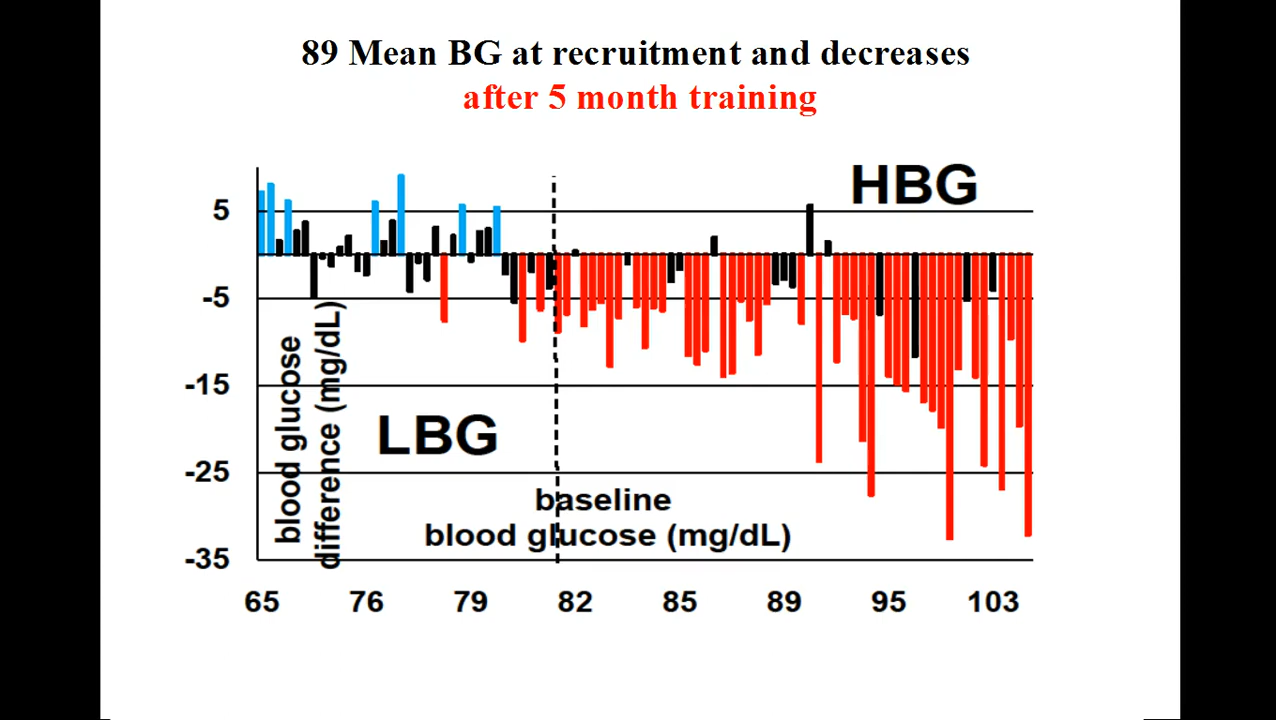 89 Mean BG at recruitment and decreases
after 5 month training
HBG
5
-5
-15
-25
-35
blood glucose
difference (mg/dL)
LBG
baseline
blood glucose (mg/dL)
65 76 79 82 85 89 95 103